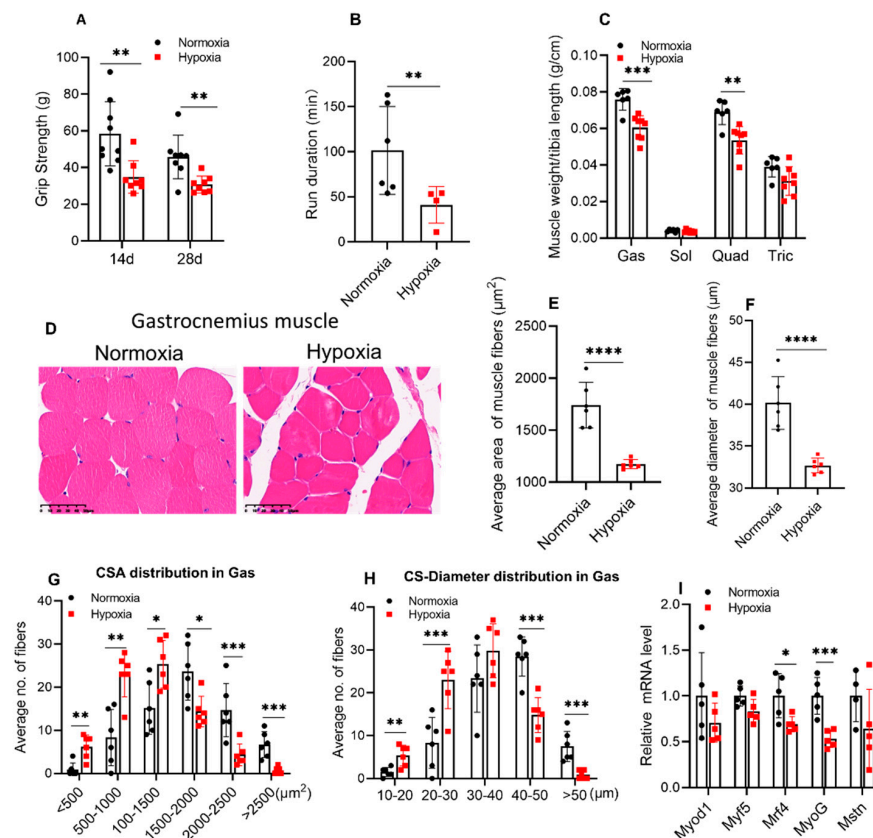 A
Normoxia
Hypoxia
**
**
Grip Strength (g)
100
80
60
40
20
0
14d
28d
B
**
Run duration (min)
200
150
100
50
0
Normoxia
Hypoxia
C
Normoxia
Hypoxia
***
**
Muscle weight/tibia length (g/cm)
0.10
0.08
0.06
0.04
0.02
0.00
Gas
Sol
Quad
Tric
D
Gastrocnemius muscle
Normoxia
Hypoxia
E
****
Average area of muscle fibers (μm²)
2500
2000
1500
1000
Normoxia
Hypoxia
F
****
Average diameter of muscle fibers (μm)
45
40
35
30
Normoxia
Hypoxia
G
CSA distribution in Gas
Normoxia
Hypoxia
**
**
*
*
***
***
Average no. of fibers
40
30
20
10
0
<500
500-1000
100-1500
1500-2000
2000-2500
>2500
(μm²)
H
CS-Diameter distribution in Gas
Normoxia
Hypoxia
**
***
***
***
Average no. of fibers
40
30
20
10
0
10-20
20-30
30-40
40-50
>50
(μm)
I
Normoxia
Hypoxia
*
***
Relative mRNA level
2.0
1.5
1.0
0.5
0.0
Myod1
Myf5
Mrf4
MyoG
Mstn